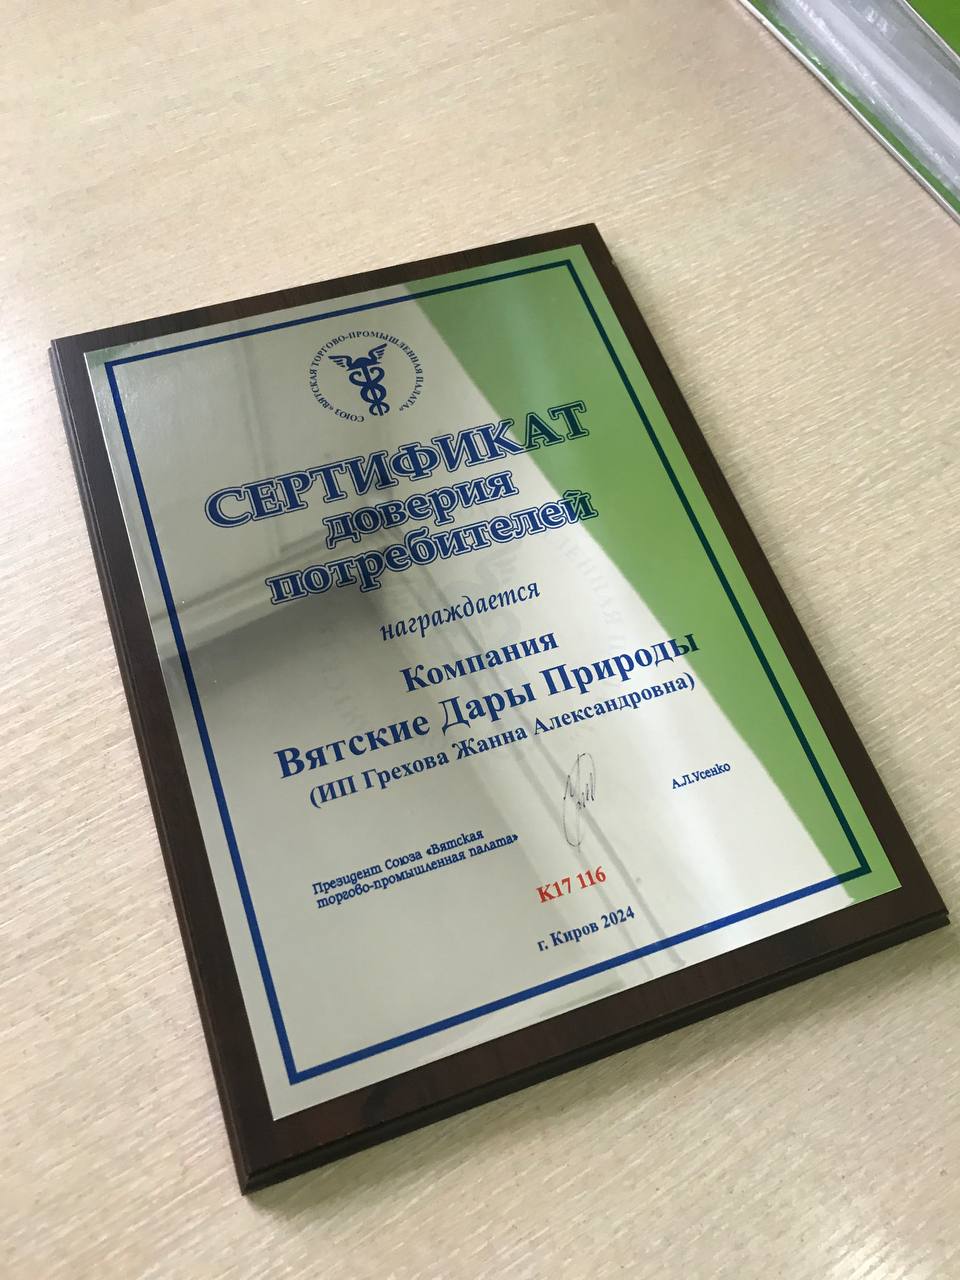 СОЮЗ «ВЯТСКАЯ ТОРГОВО-ПРОМЫШЛЕННАЯ ПАЛАТА»
СЕРТИФИКАТ
доверия
потребителей
награждается
Компания
Вятские Дары Природы
(ИП Грехова Жанна Александровна)
А.Л.Усенко
Президент Союза «Вятская
торгово-промышленная палата»
К17 116
г. Киров 2024